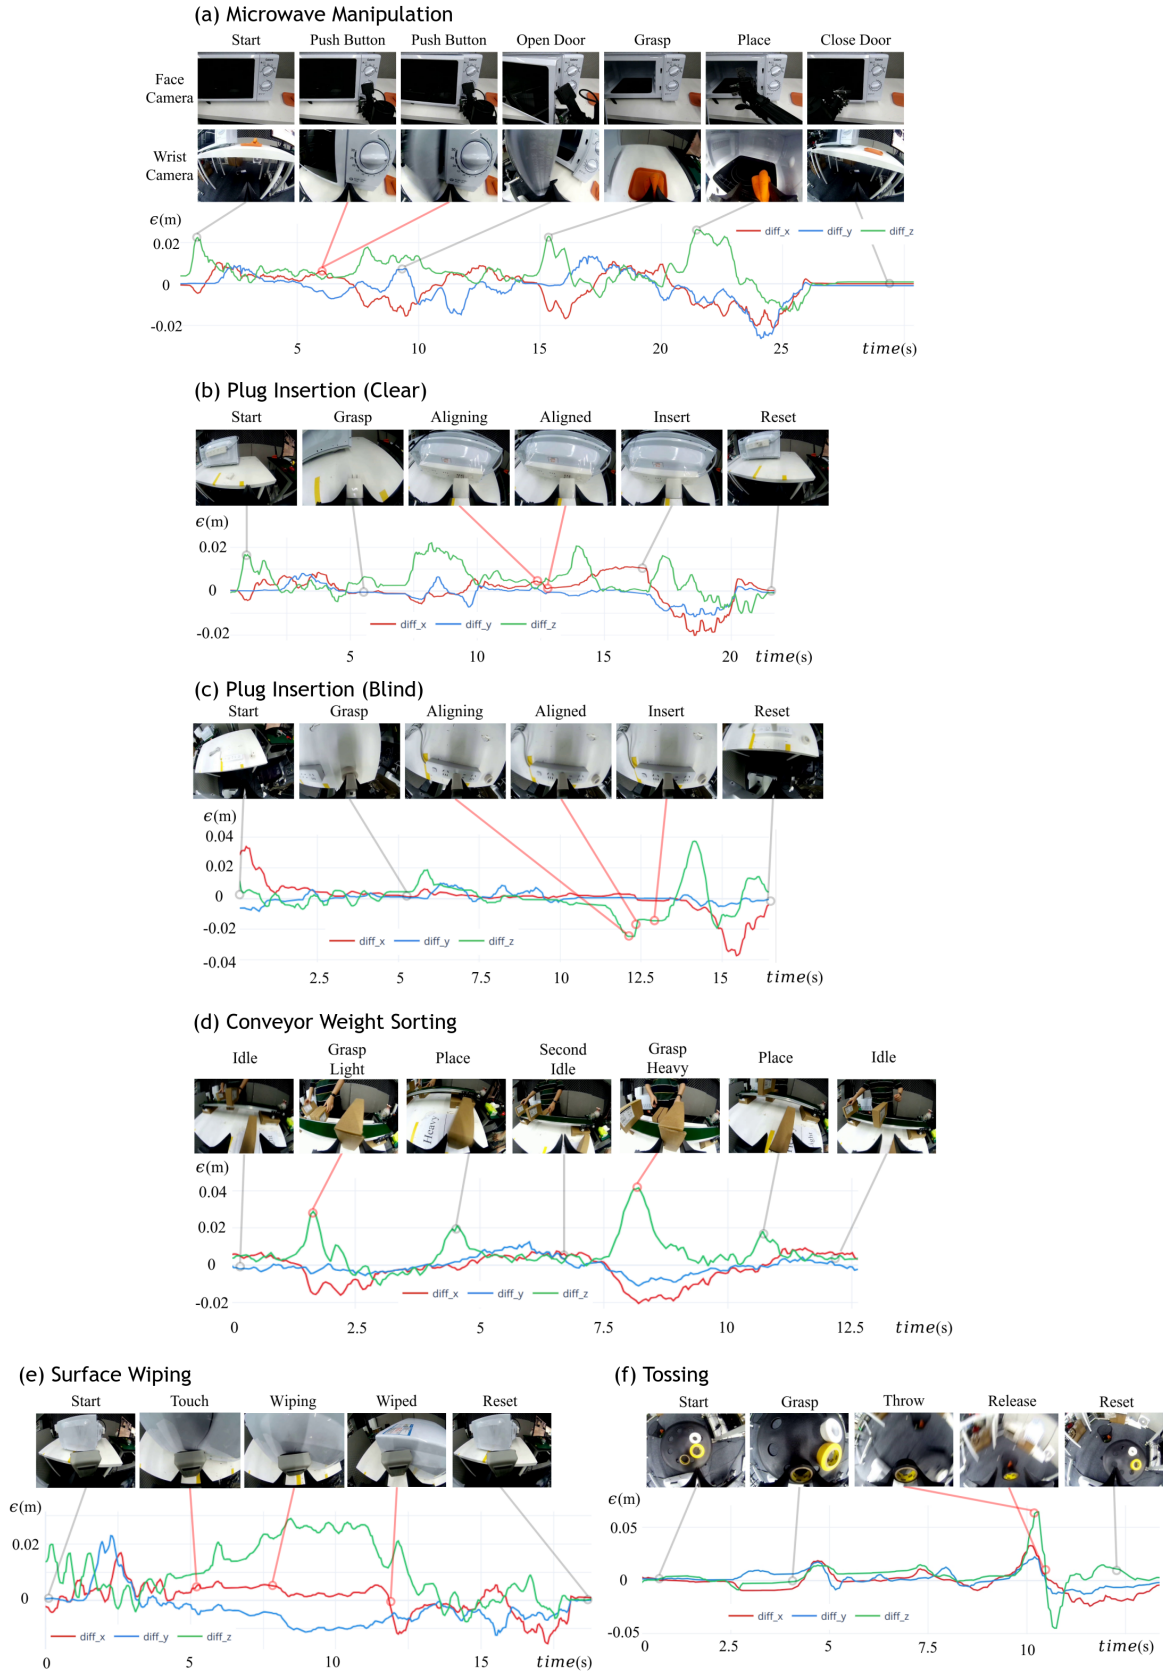 (a) Microwave Manipulation
Start Push Button Push Button Open Door Grasp Place Close Door
Face Camera
Wrist Camera
ϵ(m)
diff_x diff_y diff_z
0.02
0
-0.02
5 10 15 20 25 time(s)
(b) Plug Insertion (Clear)
Start Grasp Aligning Aligned Insert Reset
ϵ(m)
0.02
0
diff_x diff_y diff_z
-0.02
5 10 15 20 time(s)
(c) Plug Insertion (Blind)
Start Grasp Aligning Aligned Insert Reset
ϵ(m)
0.04
0.02
0
-0.02
diff_x diff_y diff_z
-0.04
2.5 5 7.5 10 12.5 15 time(s)
(d) Conveyor Weight Sorting
Idle Grasp Light Place Second Idle Grasp Heavy Place Idle
Heavy
ϵ(m)
0.04
0.02
0
diff_x diff_y diff_z
-0.02
0 2.5 5 7.5 10 12.5 time(s)
(e) Surface Wiping
Start Touch Wiping Wiped Reset
ϵ(m)
0.02
0
diff_x diff_y diff_z
0 5 10 15 time(s)
(f) Tossing
Start Grasp Throw Release Reset
ϵ(m)
0.05
0
diff_x diff_y diff_z
-0.05
0 2.5 5 7.5 10 time(s)